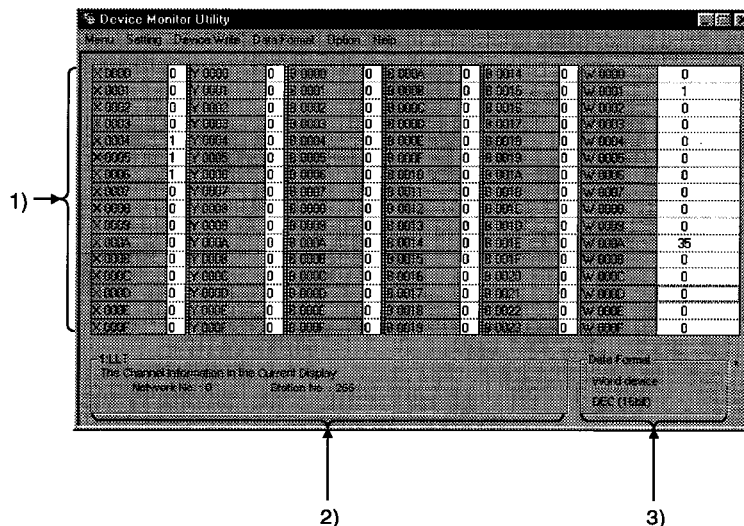 Device Monitor Utility
Menu Setting Device Write Data Format Option Help
X 0000 0 Y 0000 0 B 0000 0 B 000A 0 B 0014 0 W 0000 0
X 0001 0 Y 0001 0 B 0001 0 B 000B 0 B 0015 0 W 0001 1
X 0002 0 Y 0002 0 B 0002 0 B 000C 0 B 0016 0 W 0002 0
X 0003 0 Y 0003 0 B 0003 0 B 000D 0 B 0017 0 W 0003 0
X 0004 1 Y 0004 0 B 0004 0 B 000E 0 B 0018 0 W 0004 0
X 0005 1 Y 0005 0 B 0005 0 B 000F 0 B 0019 0 W 0005 0
X 0006 1 Y 0006 0 B 0006 0 B 0010 0 B 001A 0 W 0006 0
X 0007 0 Y 0007 0 B 0007 0 B 0011 0 B 001B 0 W 0007 0
X 0008 0 Y 0008 0 B 0008 0 B 0012 0 B 001C 0 W 0008 0
X 0009 0 Y 0009 0 B 0009 0 B 0013 0 B 001D 0 W 0009 0
X 000A 0 Y 000A 0 B 000A 0 B 0014 0 B 001E 0 W 000A 35
X 000B 0 Y 000B 0 B 000B 0 B 0015 0 B 001F 0 W 000B 0
X 000C 0 Y 000C 0 B 000C 0 B 0016 0 B 0020 0 W 000C 0
X 000D 0 Y 000D 0 B 000D 0 B 0017 0 B 0021 0 W 000D 0
X 000E 0 Y 000E 0 B 000E 0 B 0018 0 B 0022 0 W 000E 0
X 000F 0 Y 000F 0 B 000F 0 B 0019 0 B 0023 0 W 000F 0
1)
1:LLT
The Channel Information in the Current Display
Network No. : 0 Station No. : 255
Data Format
Word device
DEC (16bit)
2)
3)